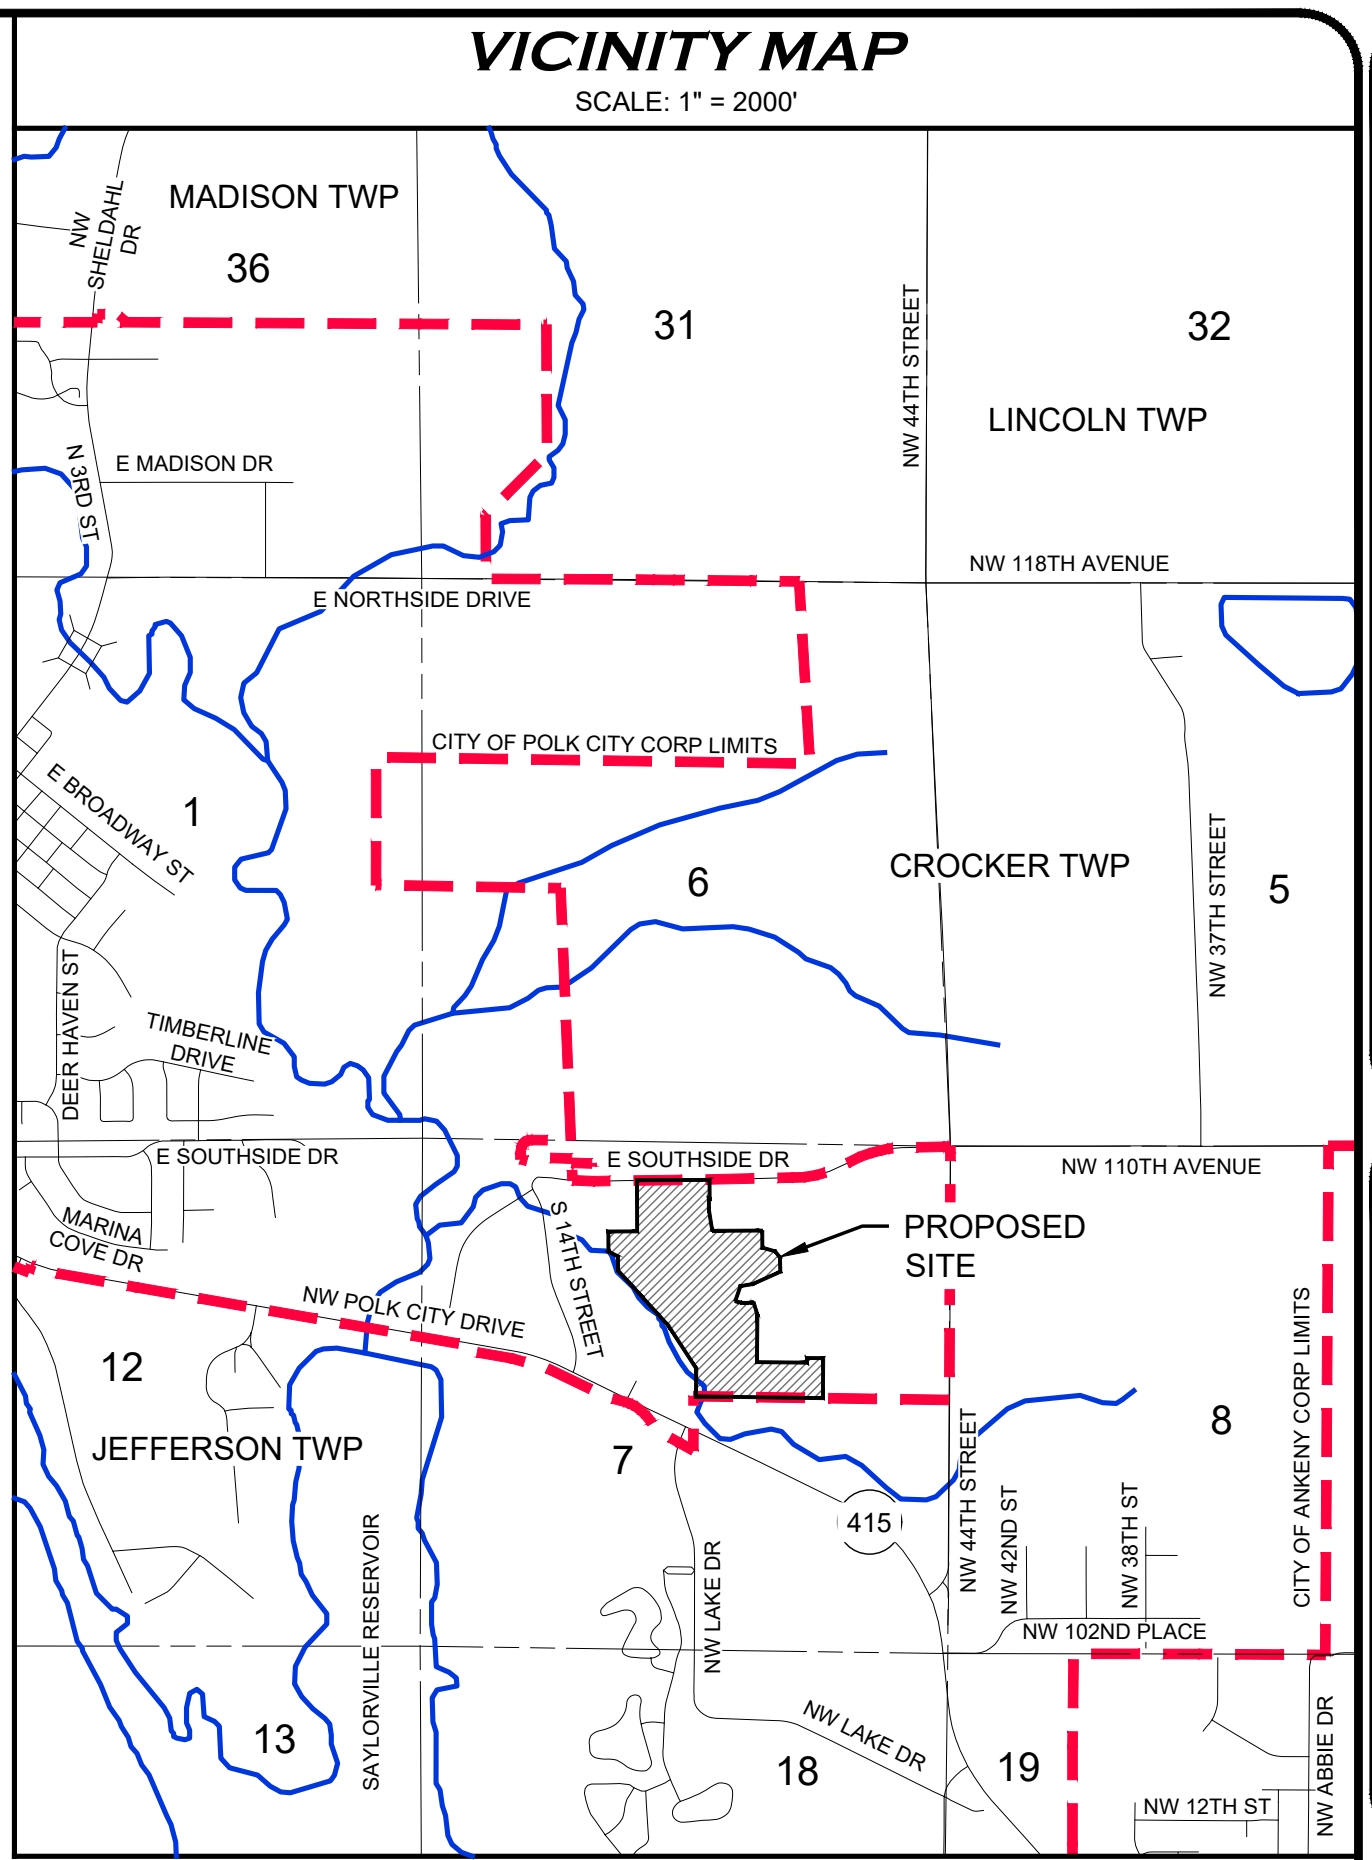 VICINITY MAP
SCALE: 1" = 2000'
MADISON TWP
NW
SHELDAHL
DR
36
31
32
NW 44TH STREET
LINCOLN TWP
E MADISON DR
N 3RD ST
NW 118TH AVENUE
E NORTHSIDE DRIVE
CITY OF POLK CITY CORP LIMITS
E BROADWAY ST
1
6
CROCKER TWP
5
NW 37TH STREET
DEER HAVEN ST
TIMBERLINE
DRIVE
E SOUTHSIDE DR
E SOUTHSIDE DR
NW 110TH AVENUE
MARINA
COVE DR
S 14TH STREET
PROPOSED
SITE
NW POLK CITY DRIVE
12
JEFFERSON TWP
7
8
CITY OF ANKENY CORP LIMITS
415
NW 44TH STREET
NW 42ND ST
NW 38TH ST
SAYLORVILLE RESERVOIR
NW LAKE DR
NW 102ND PLACE
13
NW LAKE DR
18
19
NW 12TH ST
NW ABBIE DR